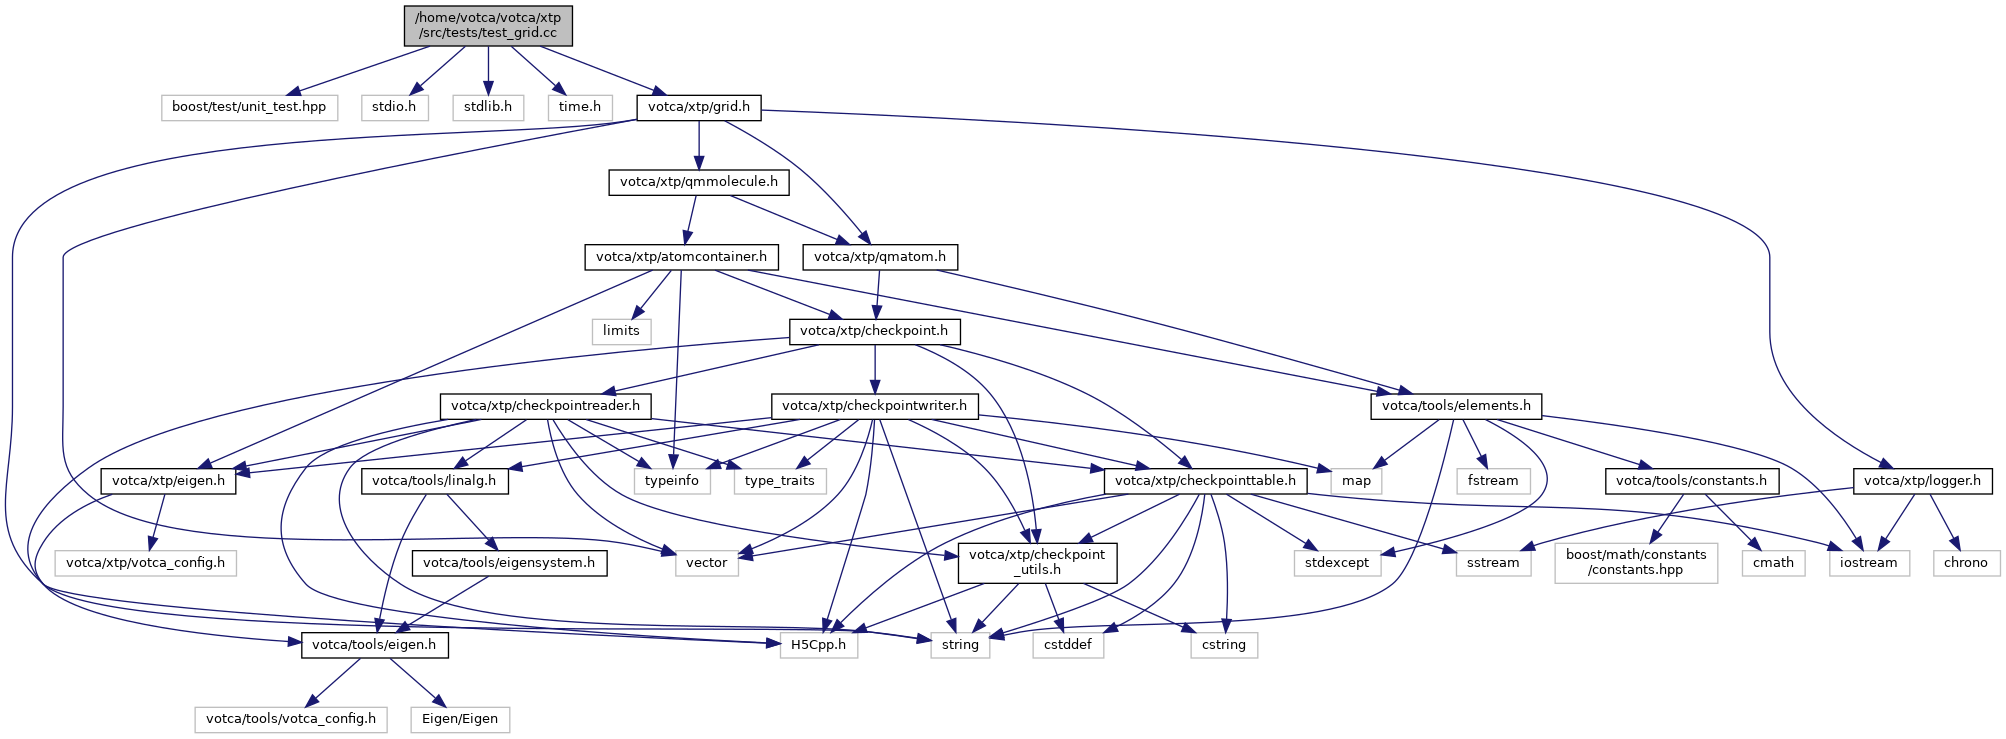 /home/votca/votca/xtp
/src/tests/test_grid.cc
boost/test/unit_test.hpp
stdio.h
stdlib.h
time.h
votca/xtp/grid.h
votca/xtp/qmmolecule.h
votca/xtp/atomcontainer.h
votca/xtp/qmatom.h
limits
votca/xtp/checkpoint.h
votca/xtp/checkpointreader.h
votca/xtp/checkpointwriter.h
votca/tools/elements.h
votca/xtp/eigen.h
votca/tools/linalg.h
typeinfo
type_traits
votca/xtp/checkpointtable.h
map
fstream
votca/tools/constants.h
votca/xtp/logger.h
votca/xtp/votca_config.h
votca/tools/eigensystem.h
vector
votca/xtp/checkpoint
_utils.h
stdexcept
sstream
boost/math/constants
/constants.hpp
cmath
iostream
chrono
votca/tools/eigen.h
H5Cpp.h
string
cstddef
cstring
votca/tools/votca_config.h
Eigen/Eigen